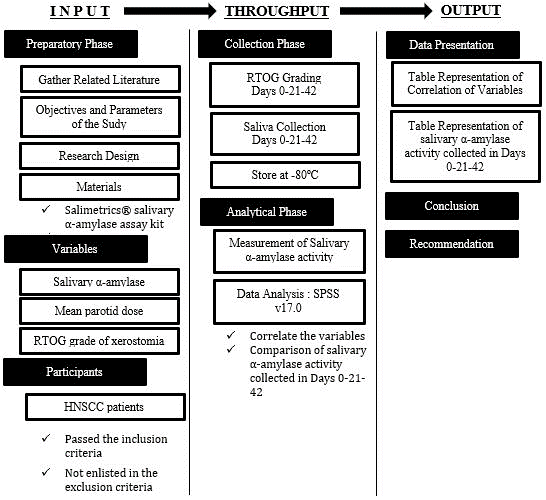 I N P U T
THROUGHPUT
OUTPUT
Preparatory Phase
Gather Related Literature
Objectives and Parameters
of the Sudy
Research Design
Materials
✓ Salimetrics® salivary
α-amylase assay kit
Variables
Salivary α-amylase
Mean parotid dose
RTOG grade of xerostomia
Participants
HNSCC patients
✓ Passed the inclusion
criteria
✓ Not enlisted in the
exclusion criteria
Collection Phase
RTOG Grading
Days 0-21-42
Saliva Collection
Days 0-21-42
Store at -80℃
Analytical Phase
Measurement of Salivary
α-amylase activity
Data Analysis : SPSS
v17.0
✓ Correlate the variables
✓ Comparison of salivary
α-amylase activity
collected in Days 0-21-
42
Data Presentation
Table Representation of
Correlation of Variables
Table Representation of
salivary α-amylase
activity collected in Days
0-21-42
Conclusion
Recommendation